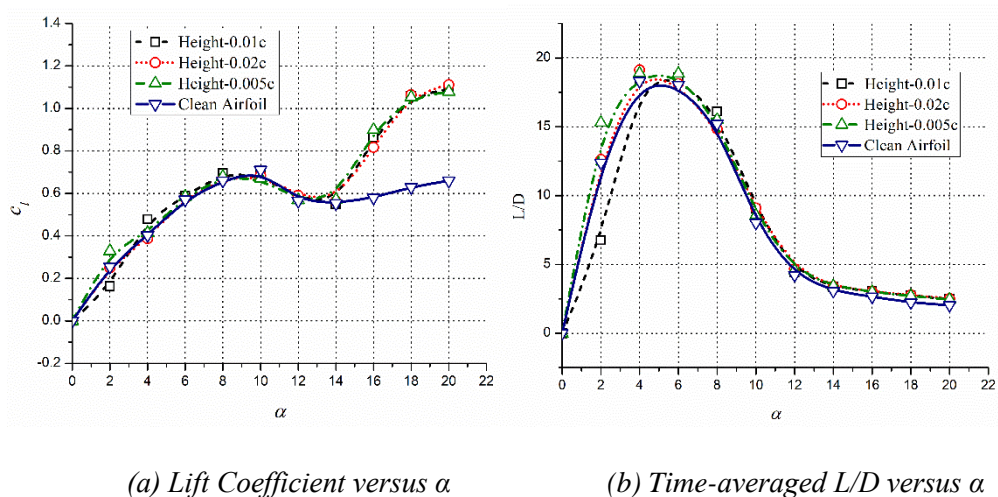 1.4
1.2
1.0
0.8
0.6
0.4
0.2
0.0
-0.2
c_l
Height-0.01c
Height-0.02c
Height-0.005c
Clean Airfoil
0 2 4 6 8 10 12 14 16 18 20 22
α
20
15
10
5
0
L/D
Height-0.01c
Height-0.02c
Height-0.005c
Clean Airfoil
0 2 4 6 8 10 12 14 16 18 20 22
α
(a) Lift Coefficient versus α
(b) Time-averaged L/D versus α